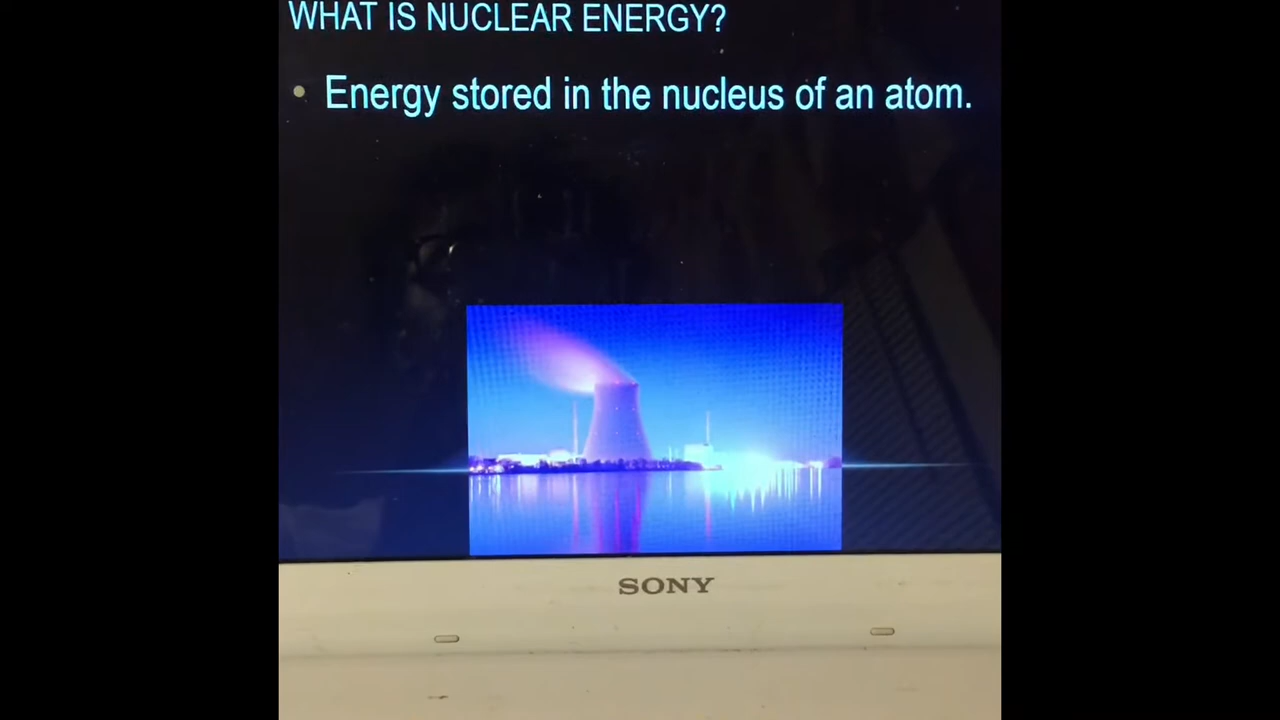 WHAT IS NUCLEAR ENERGY?
• Energy stored in the nucleus of an atom.
SONY